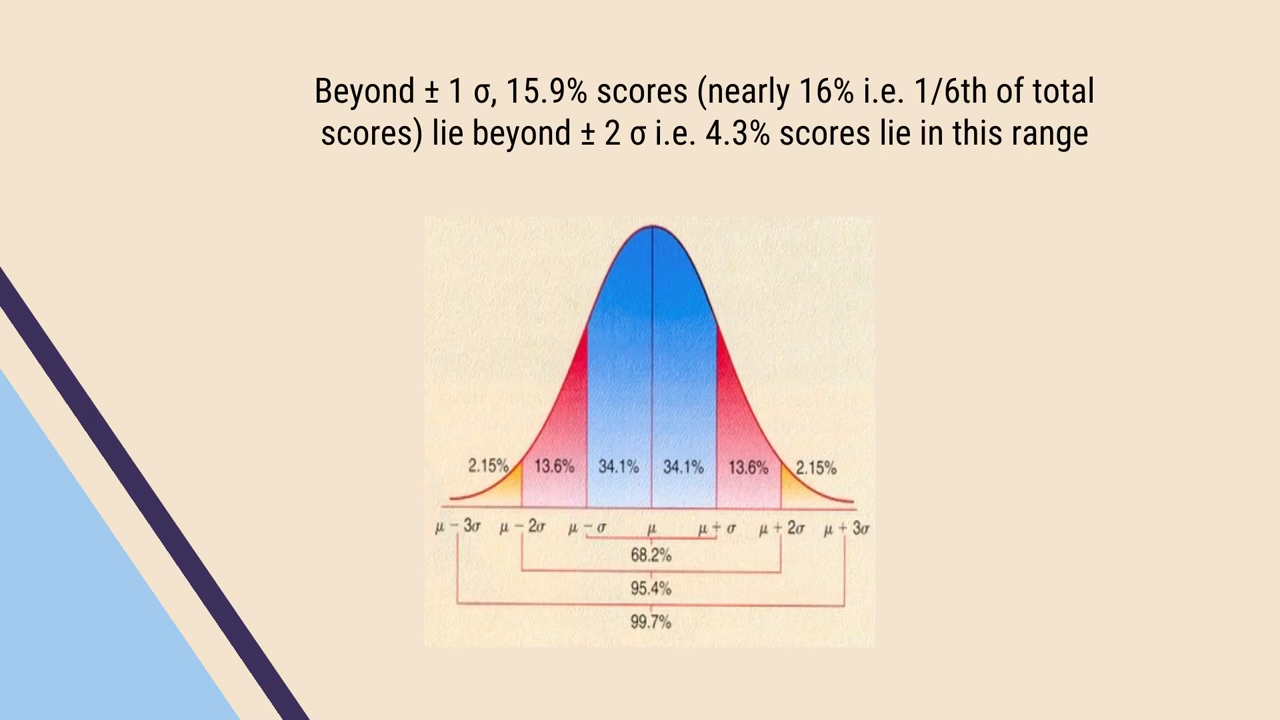 Beyond ± 1 σ, 15.9% scores (nearly 16% i.e. 1/6th of total
scores) lie beyond ± 2 σ i.e. 4.3% scores lie in this range
2.15% 13.6% 34.1% 34.1% 13.6% 2.15%
μ − 3σ μ − 2σ μ − σ μ μ + σ μ + 2σ μ + 3σ
68.2%
95.4%
99.7%